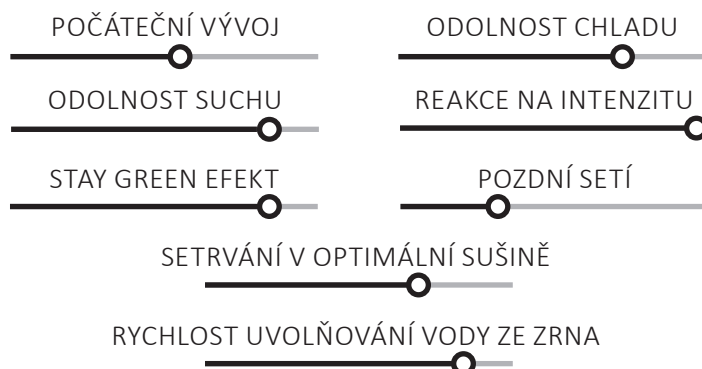 POČÁTEČNÍ VÝVOJ
ODOLNOST CHLADU
ODOLNOST SUCHU
REAKCE NA INTENZITU
STAY GREEN EFEKT
POZDNÍ SETÍ
SETRVÁNÍ V OPTIMÁLNÍ SUŠINĚ
RYCHLOST UVOLŇOVÁNÍ VODY ZE ZRNA